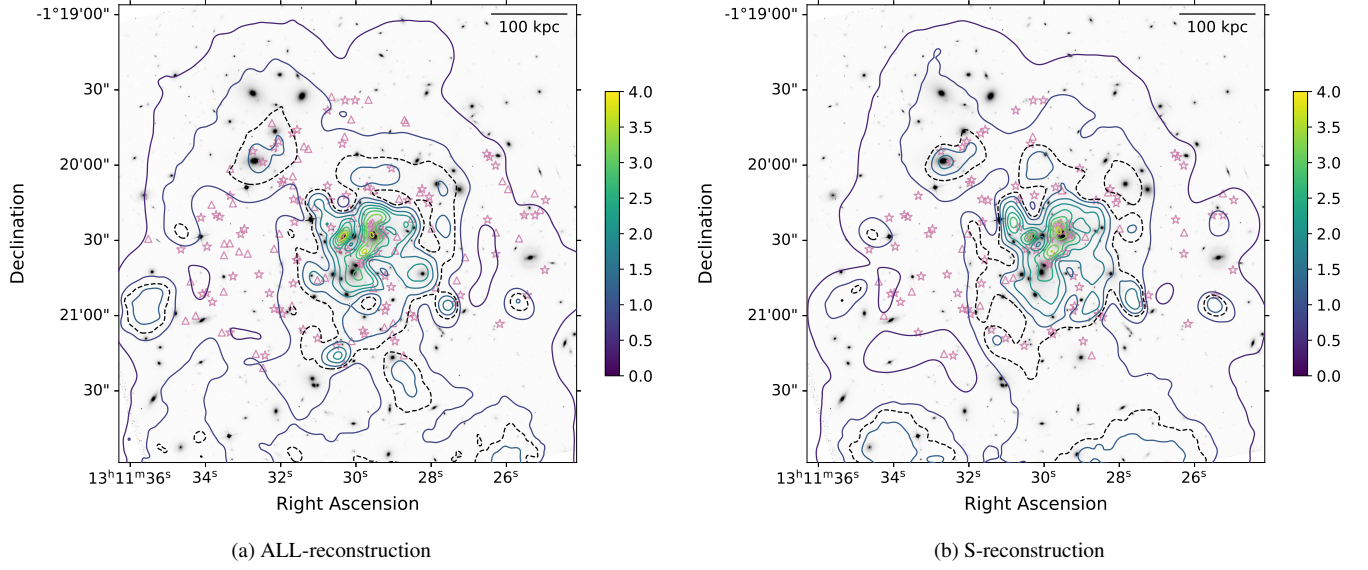 -1°19'00"
30"
20'00"
30"
21'00"
30"
Declination
100 kpc
4.0
3.5
3.0
2.5
2.0
1.5
1.0
0.5
0.0
13ʰ11ᵐ36ˢ
34ˢ
32ˢ
30ˢ
28ˢ
26ˢ
Right Ascension
(a) ALL-reconstruction
-1°19'00"
30"
20'00"
30"
21'00"
30"
Declination
100 kpc
4.0
3.5
3.0
2.5
2.0
1.5
1.0
0.5
0.0
13ʰ11ᵐ36ˢ
34ˢ
32ˢ
30ˢ
28ˢ
26ˢ
Right Ascension
(b) S-reconstruction